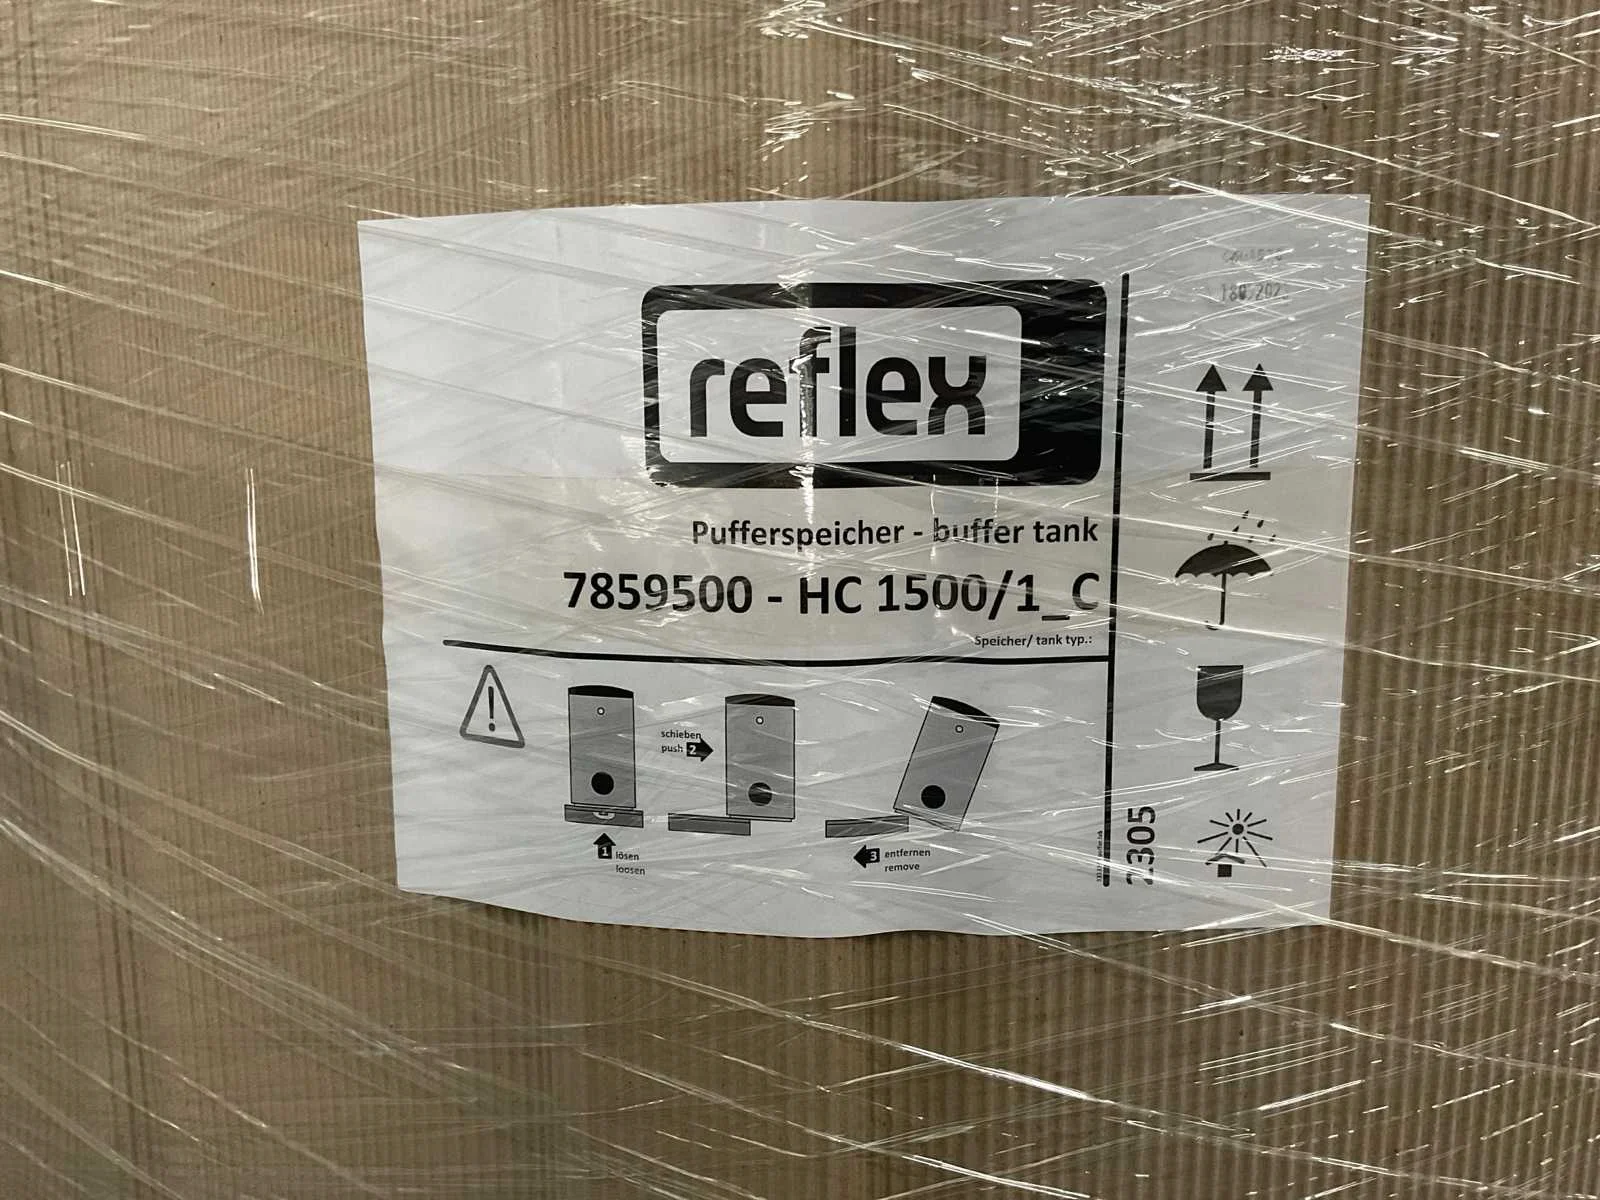 reflex
Pufferspeicher - buffer tank
7859500 - HC 1500/1_C
Speicher/ tank typ.:
schieben
push 2
1 lösen
loosen
3 entfernen
remove
2305